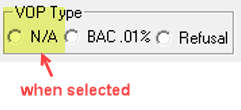 VOP Type
N/A BAC .01% Refusal
when selected